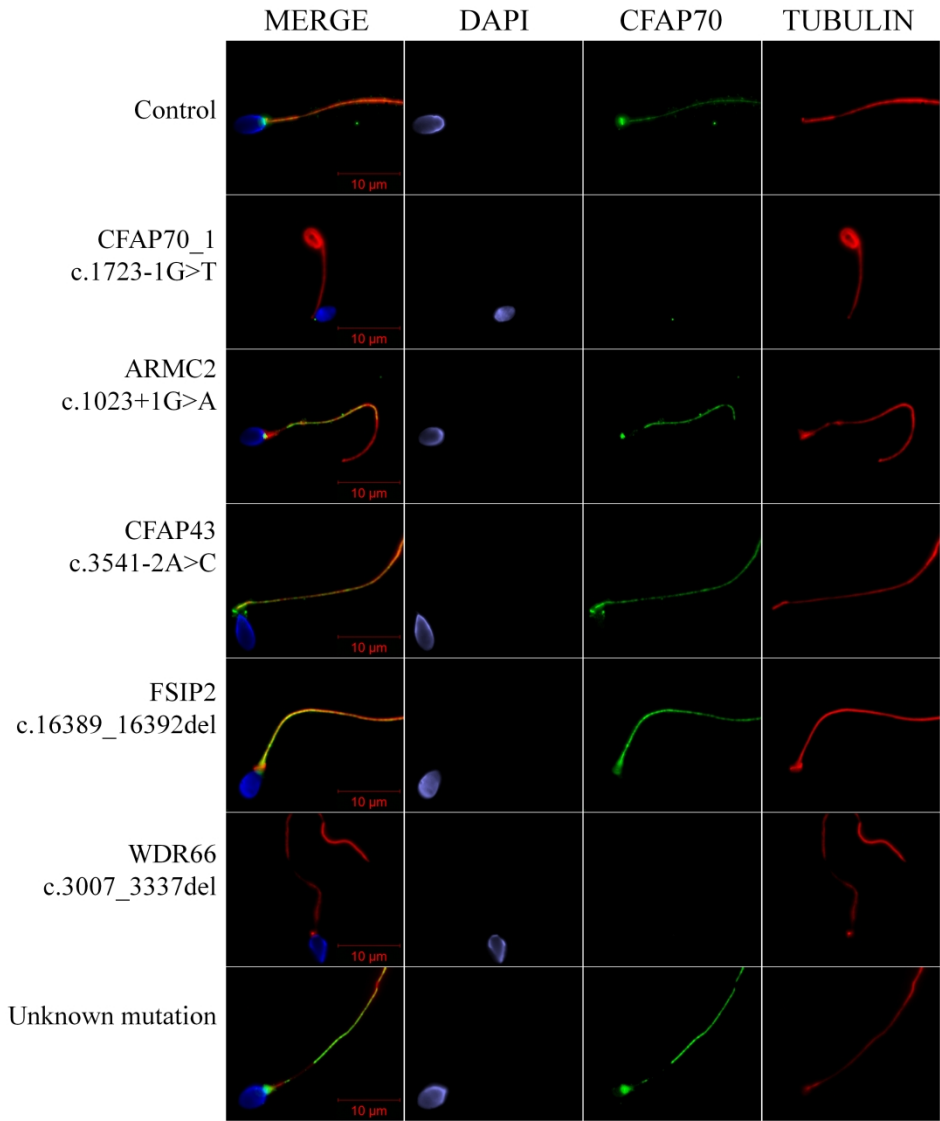 MERGE DAPI CFAP70 TUBULIN
Control
10 µm
CFAP70_1
c.1723-1G>T
10 µm
ARMC2
c.1023+1G>A
10 µm
CFAP43
c.3541-2A>C
10 µm
FSIP2
c.16389_16392del
10 µm
WDR66
c.3007_3337del
10 µm
Unknown mutation
10 µm